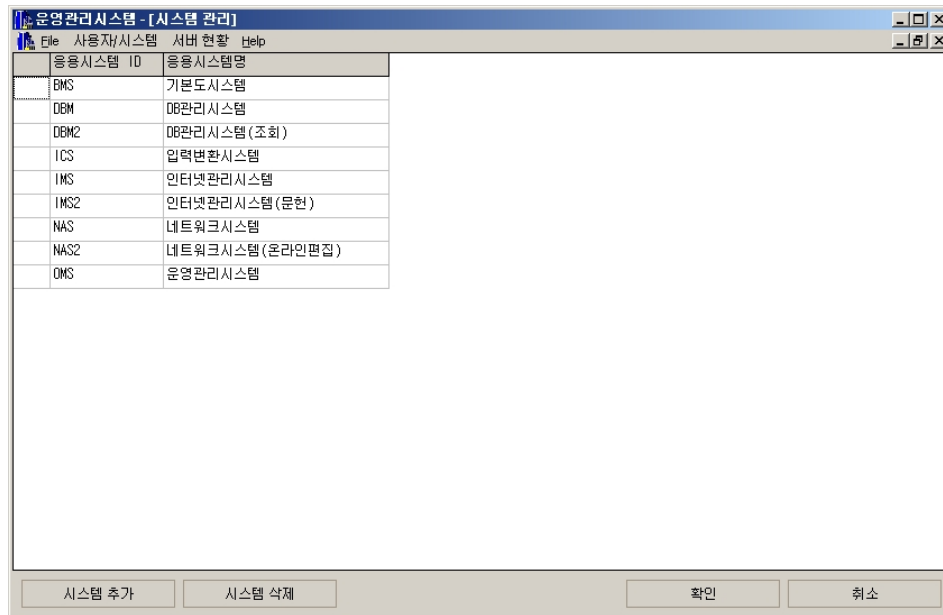 운영관리시스템 - [시스템 관리]
File 사용자/시스템 서버 현황 Help
응용시스템 ID 응용시스템명
BMS 기본도시스템
DBM DB관리시스템
DBM2 DB관리시스템(조회)
ICS 입력변환시스템
IMS 인터넷관리시스템
IMS2 인터넷관리시스템(문헌)
NAS 네트워크시스템
NAS2 네트워크시스템(온라인편집)
OMS 운영관리시스템
시스템 추가 시스템 삭제 확인 취소